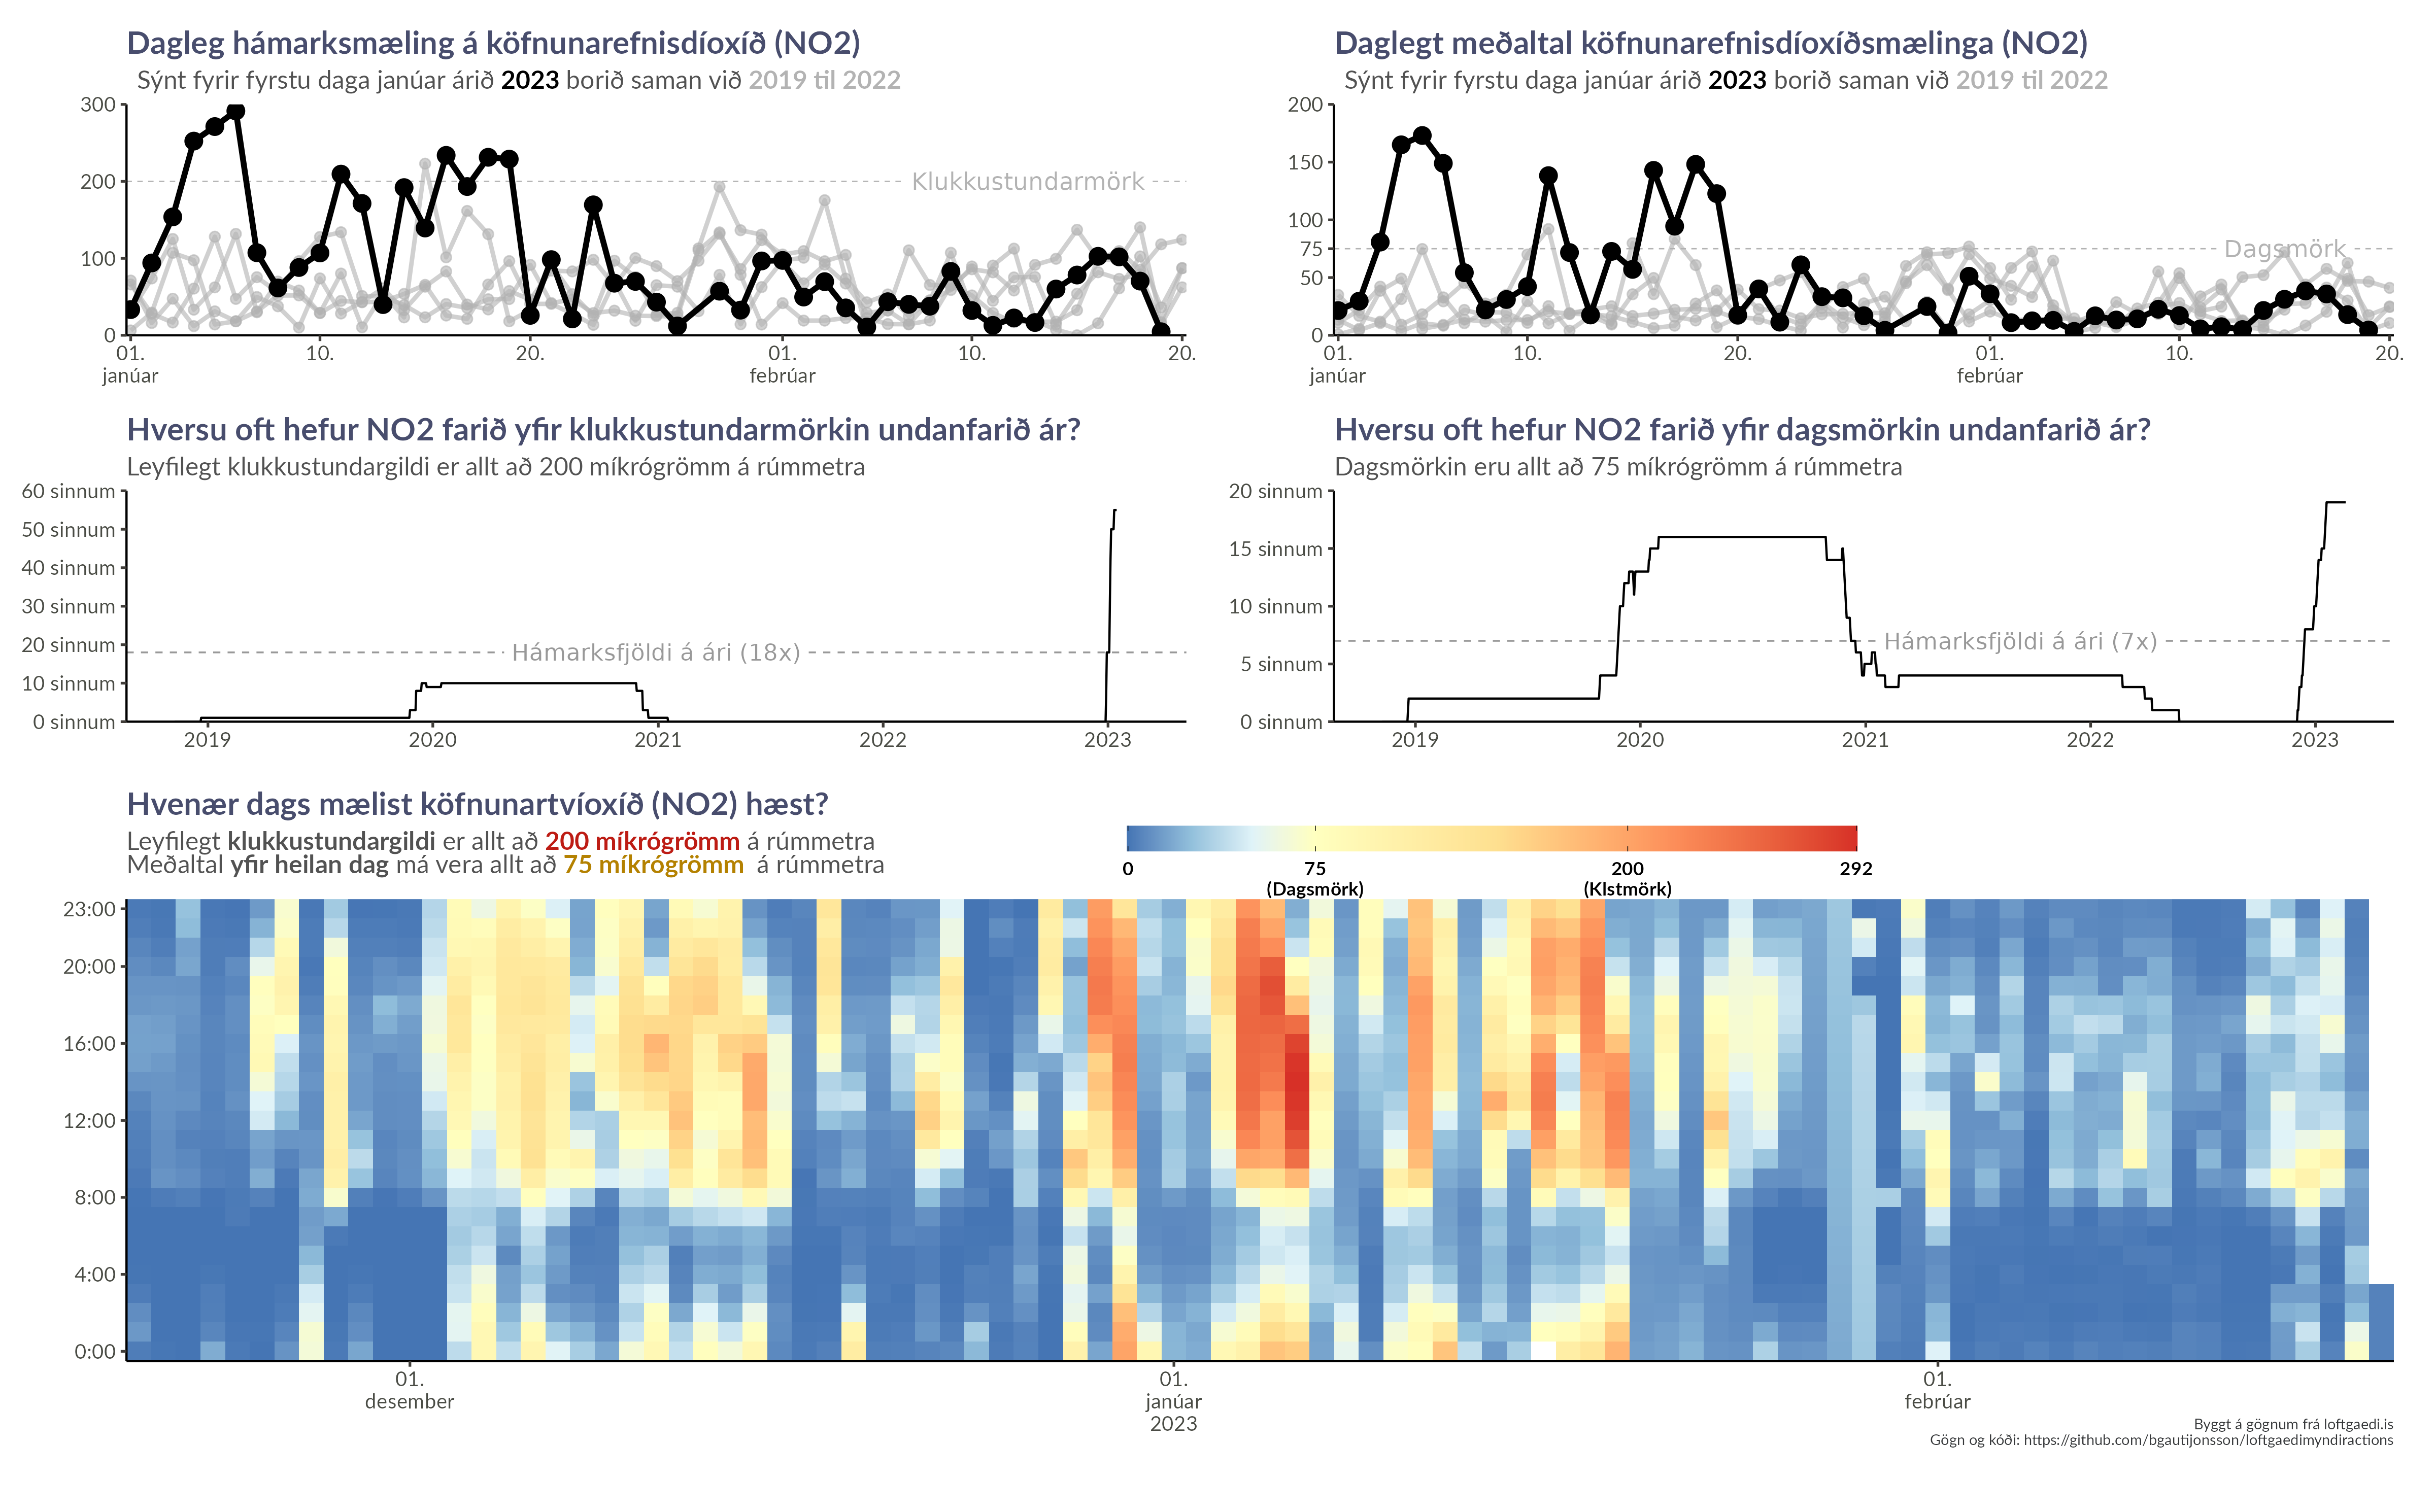 Dagleg hámarksmæling á köfnunarefnisdíoxíð (NO2)
Sýnt fyrir fyrstu daga janúar árið 2023 borið saman við 2019 til 2022
300
200
100
0
Klukkustundarmörk
01.
janúar
10.
20.
01.
febrúar
10.
20.
Daglegt meðaltal köfnunarefnisdíoxíðsmælinga (NO2)
Sýnt fyrir fyrstu daga janúar árið 2023 borið saman við 2019 til 2022
200
150
100
75
50
0
Dagsmörk
01.
janúar
10.
20.
01.
febrúar
10.
20.
Hversu oft hefur NO2 farið yfir klukkustundarmörkin undanfarið ár?
Leyfilegt klukkustundargildi er allt að 200 míkrógrömm á rúmmetra
60 sinnum
50 sinnum
40 sinnum
30 sinnum
20 sinnum
10 sinnum
0 sinnum
Hámarksfjöldi á ári (18x)
2019
2020
2021
2022
2023
Hversu oft hefur NO2 farið yfir dagsmörkin undanfarið ár?
Dagsmörkin eru allt að 75 míkrógrömm á rúmmetra
20 sinnum
15 sinnum
10 sinnum
5 sinnum
0 sinnum
Hámarksfjöldi á ári (7x)
2019
2020
2021
2022
2023
Hvenær dags mælist köfnunartvíoxíð (NO2) hæst?
Leyfilegt klukkustundargildi er allt að 200 míkrógrömm á rúmmetra
Meðaltal yfir heilan dag má vera allt að 75 míkrógrömm á rúmmetra
0
75
(Dagsmörk)
200
(Klstmörk)
292
23:00
20:00
16:00
12:00
8:00
4:00
0:00
01.
desember
01.
janúar
2023
01.
febrúar
Byggt á gögnum frá loftgaedi.is
Gögn og kóði: https://github.com/bgautijonsson/loftgaedimyndiractions